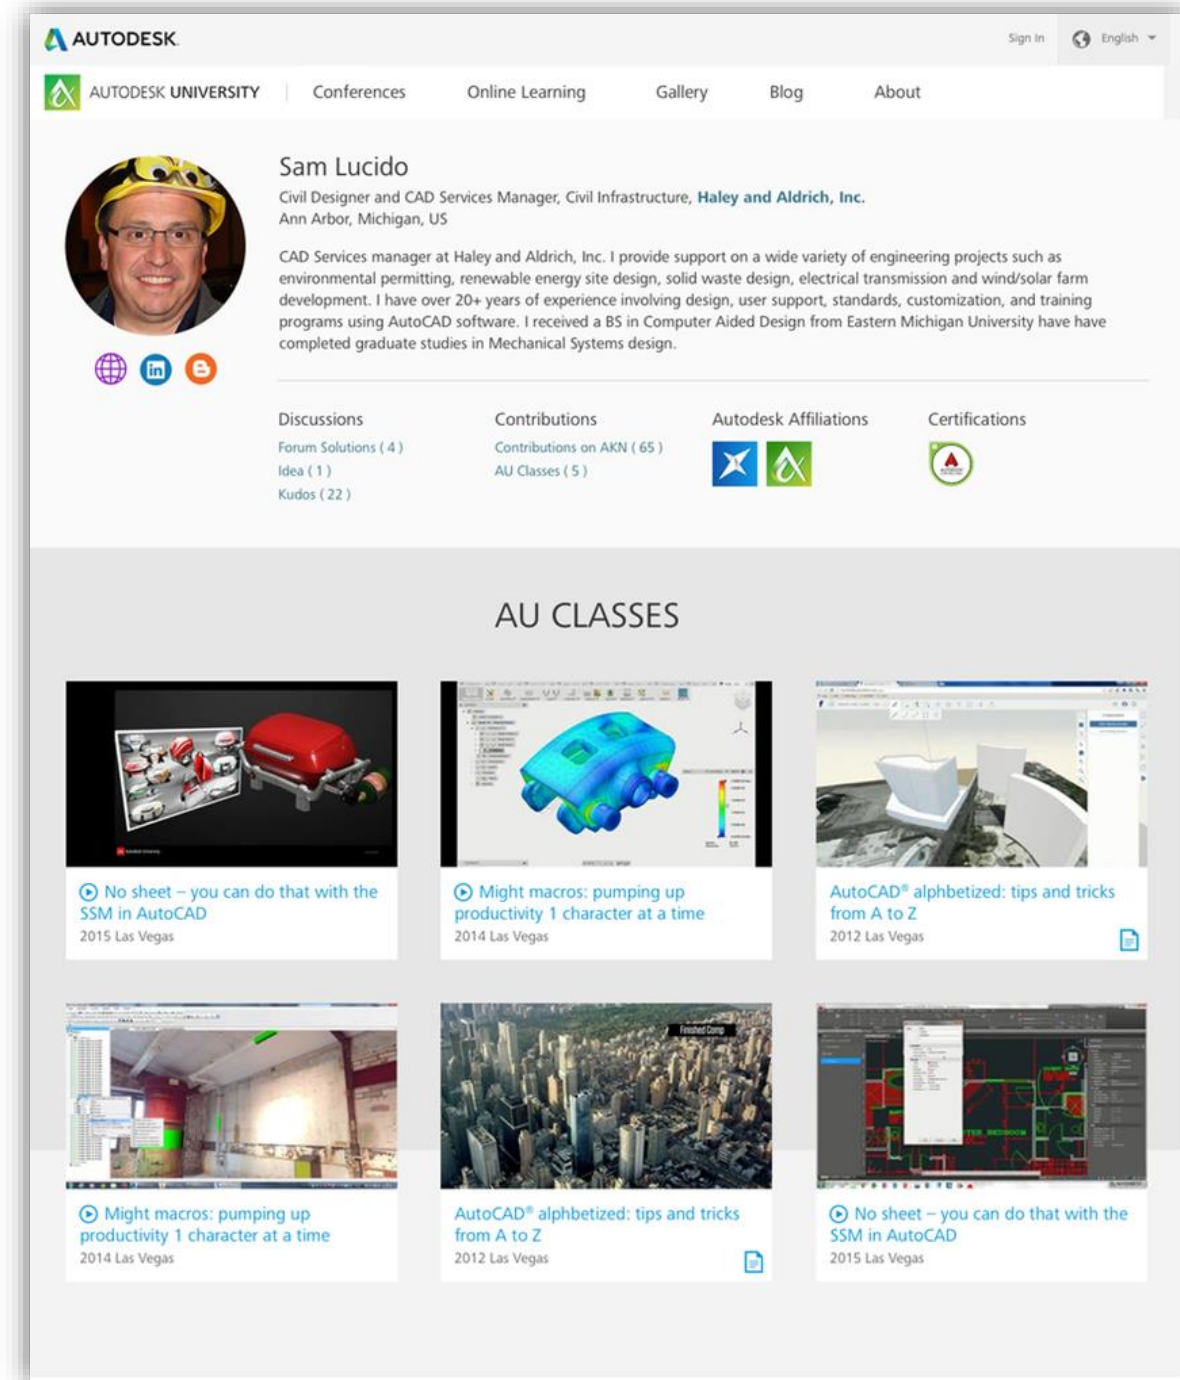 AUTODESK.
Sign In
English
AUTODESK UNIVERSITY
Conferences
Online Learning
Gallery
Blog
About
Sam Lucido
Civil Designer and CAD Services Manager, Civil Infrastructure, Haley and Aldrich, Inc.
Ann Arbor, Michigan, US
CAD Services manager at Haley and Aldrich, Inc. I provide support on a wide variety of engineering projects such as
environmental permitting, renewable energy site design, solid waste design, electrical transmission and wind/solar farm
development. I have over 20+ years of experience involving design, user support, standards, customization, and training
programs using AutoCAD software. I received a BS in Computer Aided Design from Eastern Michigan University have have
completed graduate studies in Mechanical Systems design.
in
Discussions
Forum Solutions ( 4 )
Idea ( 1 )
Kudos ( 22 )
Contributions
Contributions on AKN ( 65 )
AU Classes ( 5 )
Autodesk Affiliations
Certifications
AU CLASSES
No sheet – you can do that with the
SSM in AutoCAD
2015 Las Vegas
Might macros: pumping up
productivity 1 character at a time
2014 Las Vegas
AutoCAD® alphbetized: tips and tricks
from A to Z
2012 Las Vegas
Might macros: pumping up
productivity 1 character at a time
2014 Las Vegas
Finished Comp
AutoCAD® alphbetized: tips and tricks
from A to Z
2012 Las Vegas
BEDROOM
No sheet – you can do that with the
SSM in AutoCAD
2015 Las Vegas